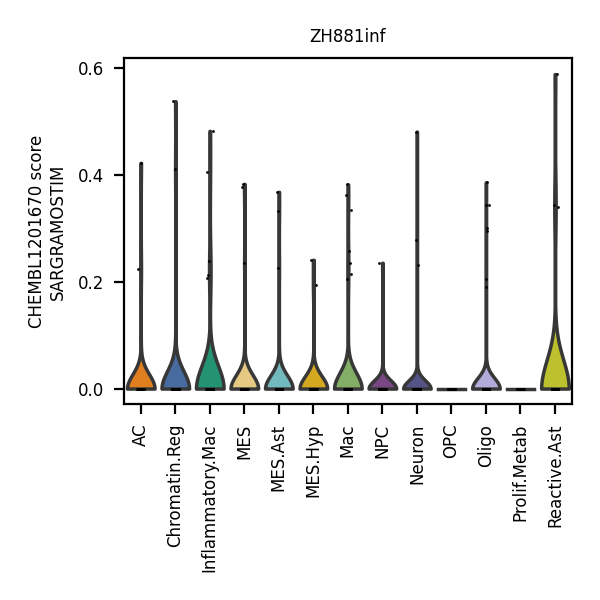 ZH881inf
CHEMBL1201670 score
SARGRAMOSTIM
0.6
0.4
0.2
0.0
AC
Chromatin.Reg
Inflammatory.Mac
MES
MES.Ast
MES.Hyp
Mac
NPC
Neuron
OPC
Oligo
Prolif.Metab
Reactive.Ast